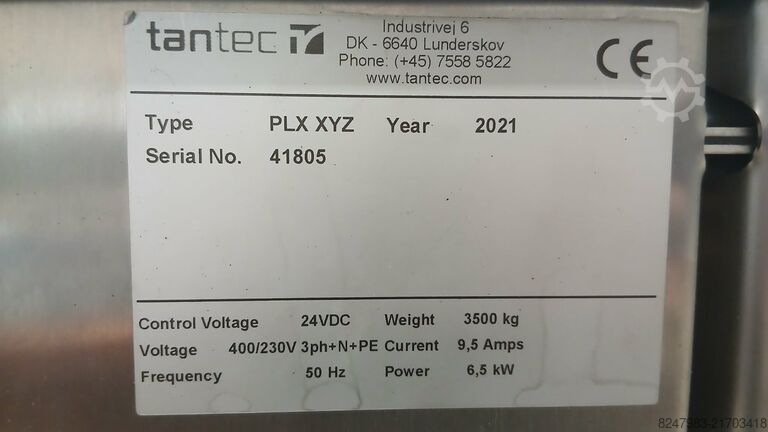 tantec
Industrivej 6
DK - 6640 Lunderskov
Phone: (+45) 7558 5822
www.tantec.com
CE
Type PLX XYZ Year 2021
Serial No. 41805
Control Voltage 24VDC Weight 3500 kg
Voltage 400/230V 3ph+N+PE Current 9,5 Amps
Frequency 50 Hz Power 6,5 kW
8247983-21703418